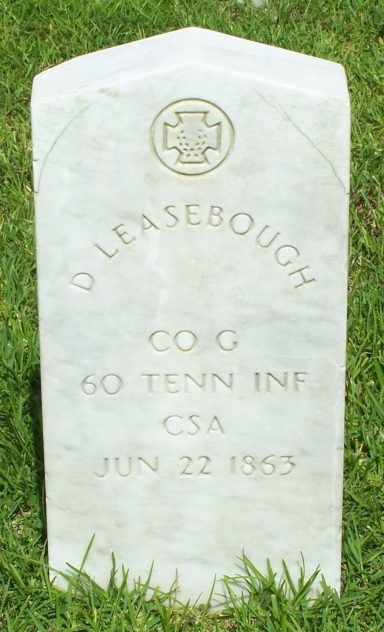 D LEASEBOUGH
CO G
60 TENN INF
CSA
JUN 22 1863